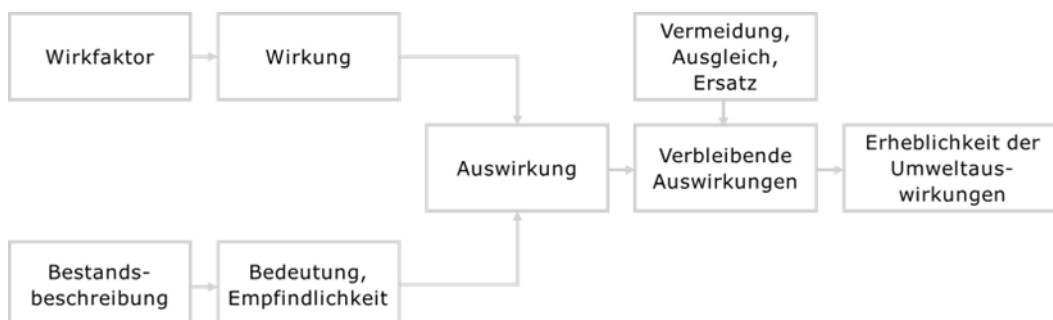 Wirkfaktor
Wirkung
Vermeidung,
Ausgleich,
Ersatz
Auswirkung
Verbleibende
Auswirkungen
Erheblichkeit der
Umweltaus-
wirkungen
Bestands-
beschreibung
Bedeutung,
Empfindlichkeit